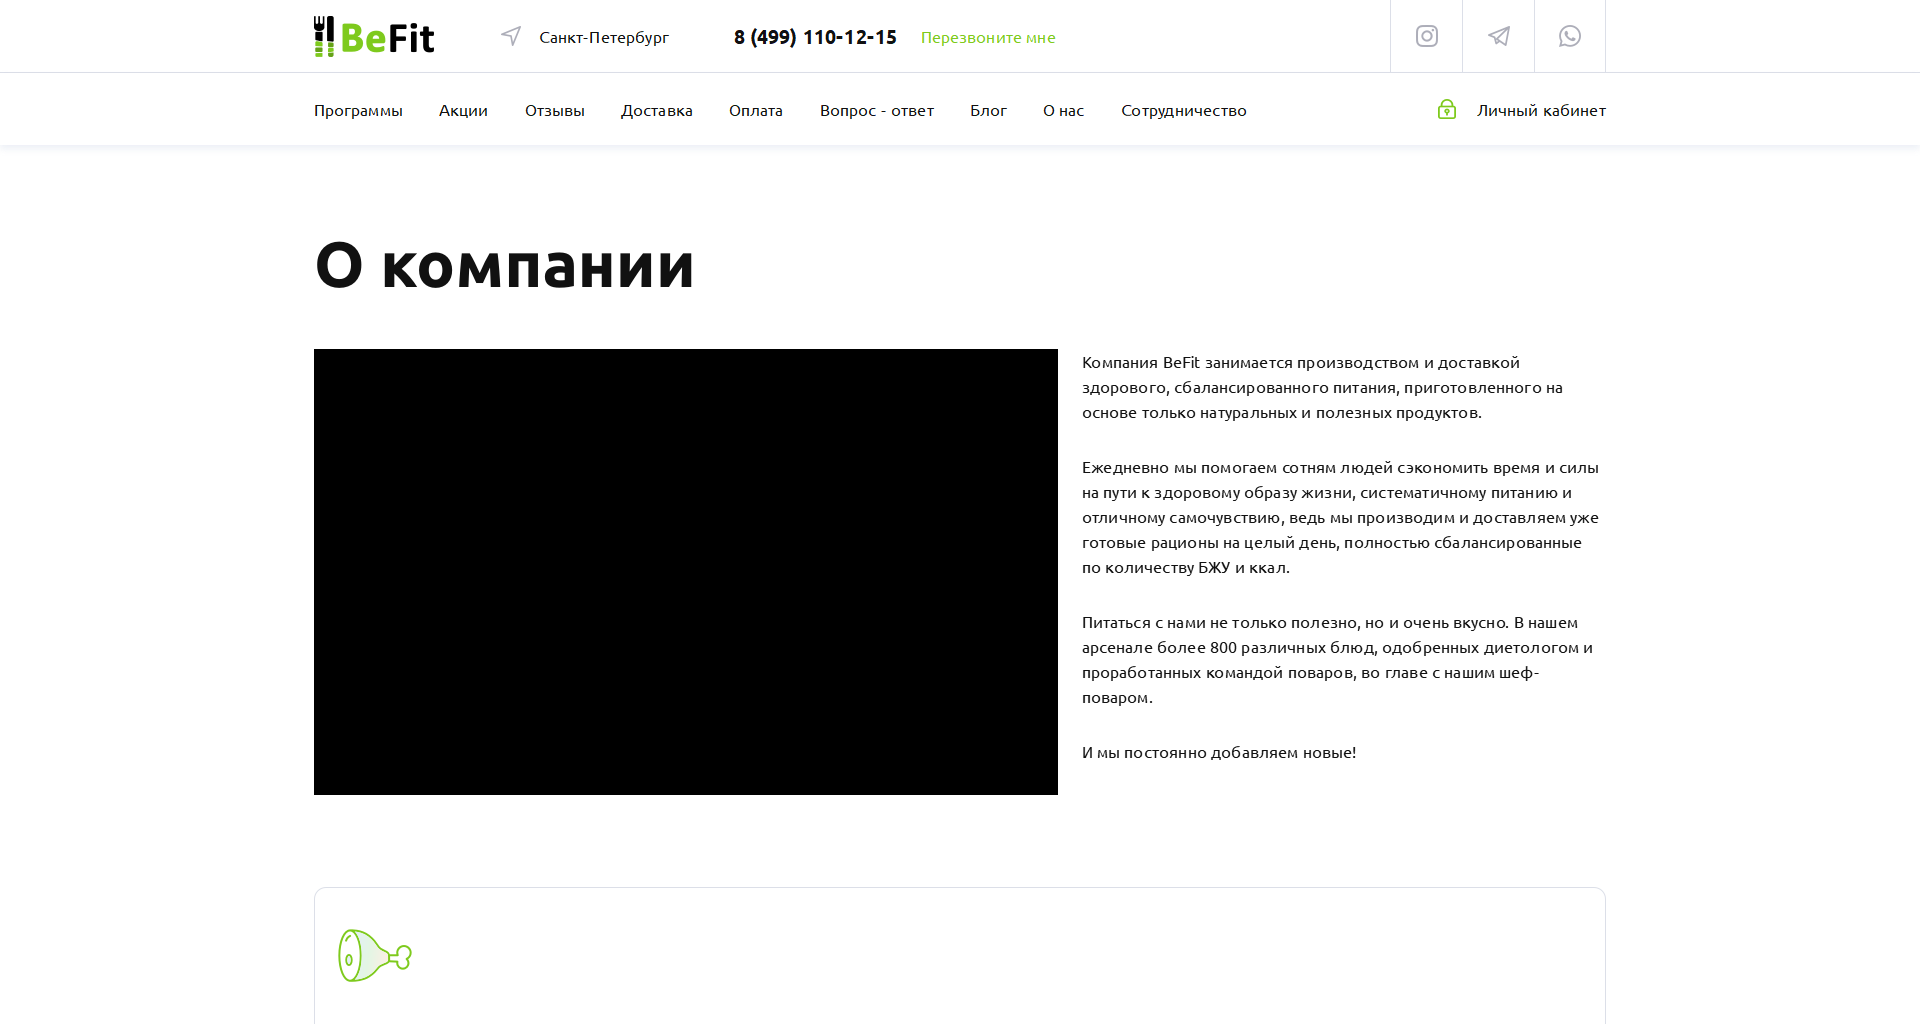 BeFit
Санкт-Петербург
8 (499) 110-12-15
Перезвоните мне
Программы
Акции
Отзывы
Доставка
Оплата
Вопрос - ответ
Блог
О нас
Сотрудничество
Личный кабинет
О компании
Компания BeFit занимается производством и доставкой
здорового, сбалансированного питания, приготовленного на
основе только натуральных и полезных продуктов.
Ежедневно мы помогаем сотням людей сэкономить время и силы
на пути к здоровому образу жизни, систематичному питанию и
отличному самочувствию, ведь мы производим и доставляем уже
готовые рационы на целый день, полностью сбалансированные
по количеству БЖУ и ккал.
Питаться с нами не только полезно, но и очень вкусно. В нашем
арсенале более 800 различных блюд, одобренных диетологом и
проработанных командой поваров, во главе с нашим шеф-
поваром.
И мы постоянно добавляем новые!